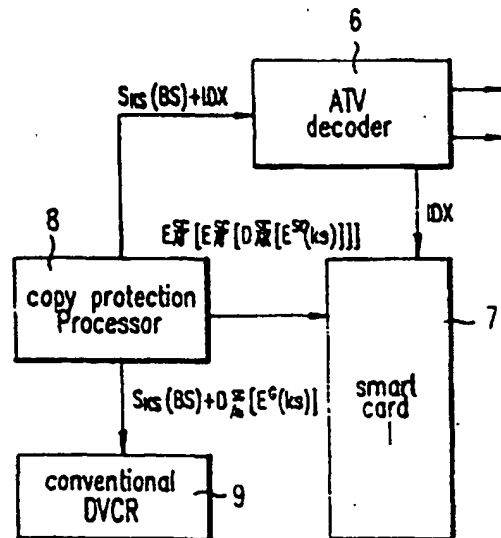 6
S_KS(BS)+IDX
ATV
decoder
IDX
8
copy protection
Processor
7
smart
card
conventional
DVCR
9